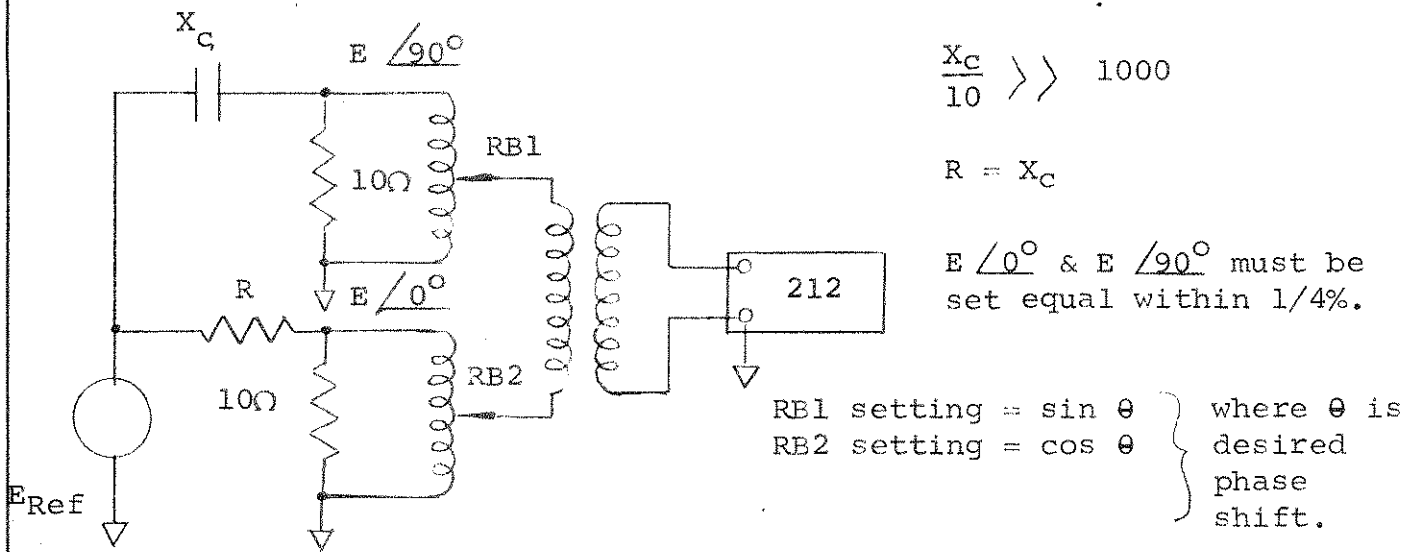 X_C
E /90°
RB1
10Ω
R
E /0°
RB2
10Ω
E_Ref
212
X_C/10 >> 1000
R = X_C
E /0° & E /90° must be
set equal within 1/4%.
RB1 setting = sin θ } where θ is
RB2 setting = cos θ desired
phase
shift.